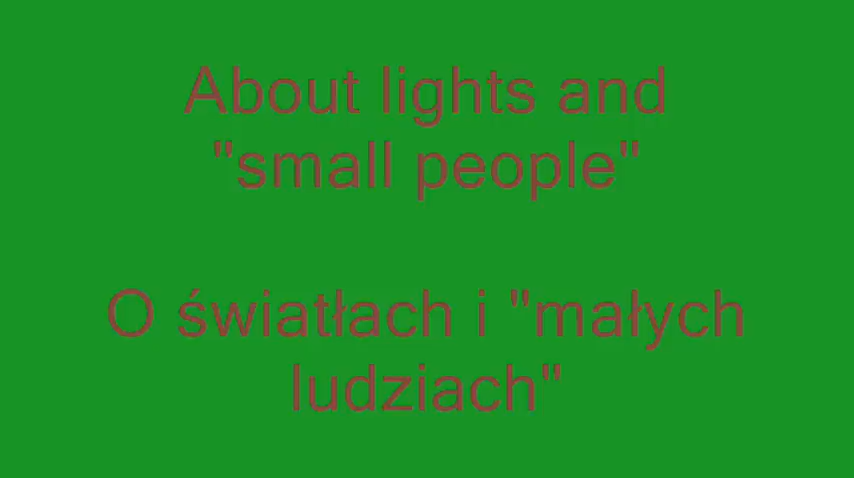 About lights and
"small people"
O światłach i "małych
ludziach"